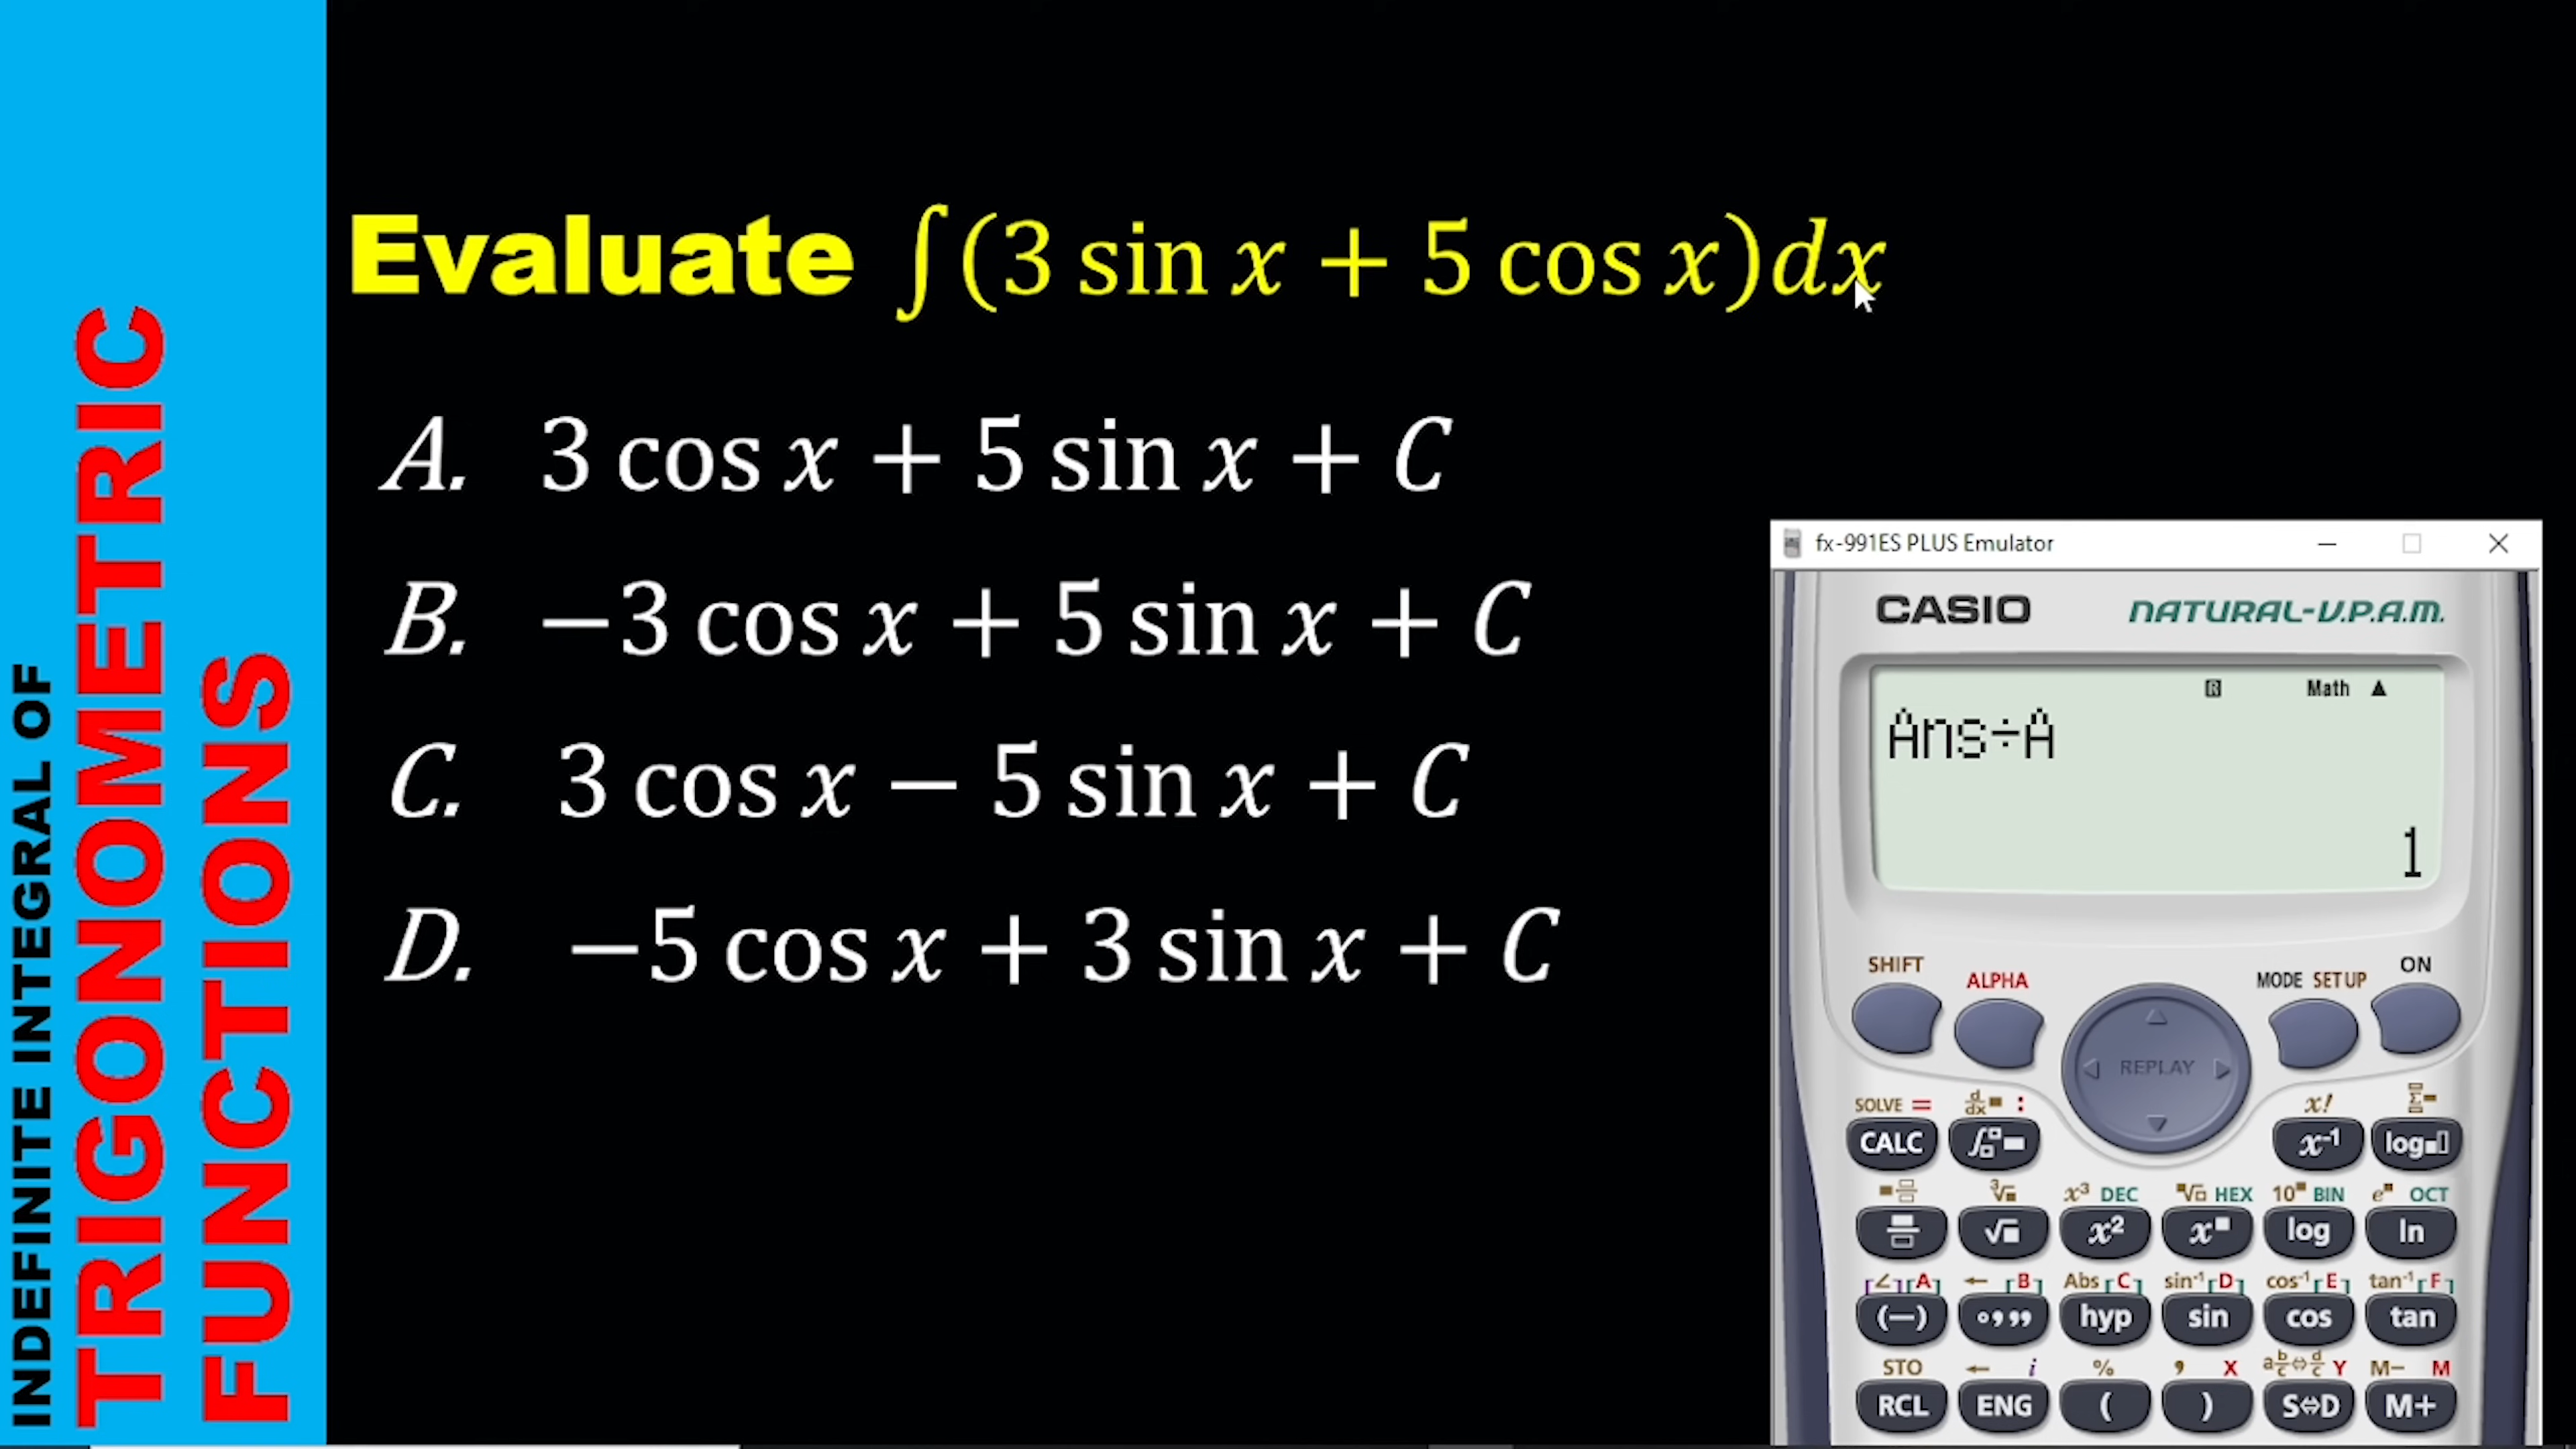 INDEFINITE INTEGRAL OF
TRIGONOMETRIC
FUNCTIONS
Evaluate ∫(3 sin x + 5 cos x)dx
A. 3 cos x + 5 sin x + C
B. −3 cos x + 5 sin x + C
C. 3 cos x − 5 sin x + C
D. −5 cos x + 3 sin x + C
fx-991ES PLUS Emulator
CASIO NATURAL-V.P.A.M.
R Math ▲
Ans÷A
1
SHIFT ALPHA MODE SETUP ON
REPLAY
SOLVE = d/dx : x! Σ
CALC ∫ x⁻¹ log
∛ x³ DEC √ HEX 10 BIN e OCT
√ x² x log ln
∠ A ← B Abs C sin⁻¹ D cos⁻¹ E tan⁻¹ F
(−) ° , ,, hyp sin cos tan
STO ← i % , X a b/c⇔d/c Y M− M
RCL ENG ( ) S⇔D M+